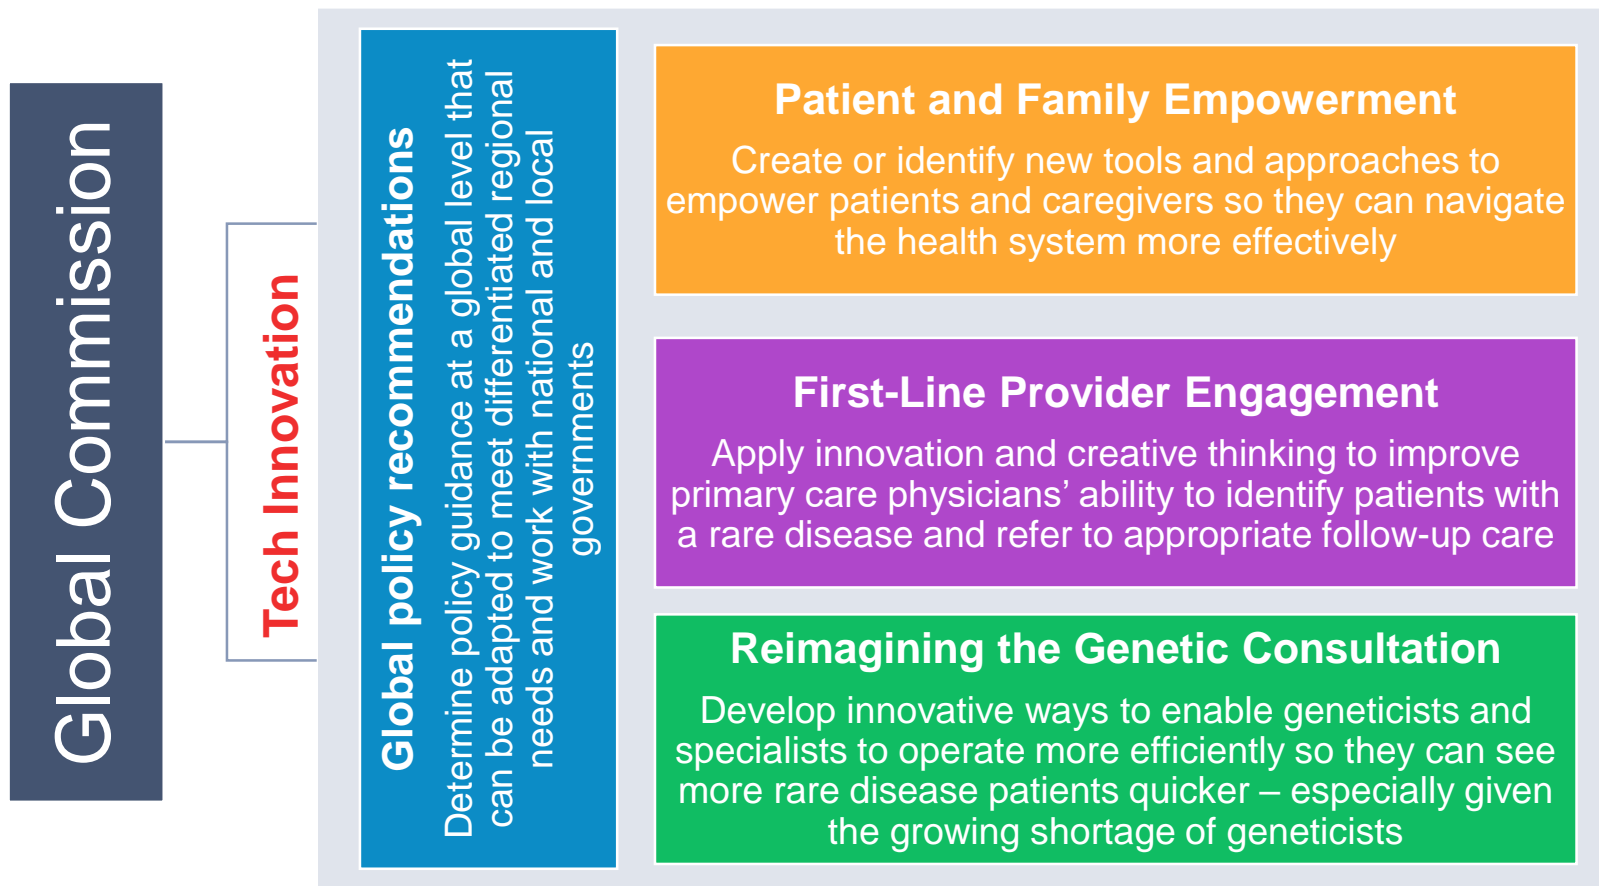 Global Commission
Tech Innovation
Global policy recommendations
Determine policy guidance at a global level that
can be adapted to meet differentiated regional
needs and work with national and local
governments
Patient and Family Empowerment
Create or identify new tools and approaches to
empower patients and caregivers so they can navigate
the health system more effectively
First-Line Provider Engagement
Apply innovation and creative thinking to improve
primary care physicians’ ability to identify patients with
a rare disease and refer to appropriate follow-up care
Reimagining the Genetic Consultation
Develop innovative ways to enable geneticists and
specialists to operate more efficiently so they can see
more rare disease patients quicker – especially given
the growing shortage of geneticists